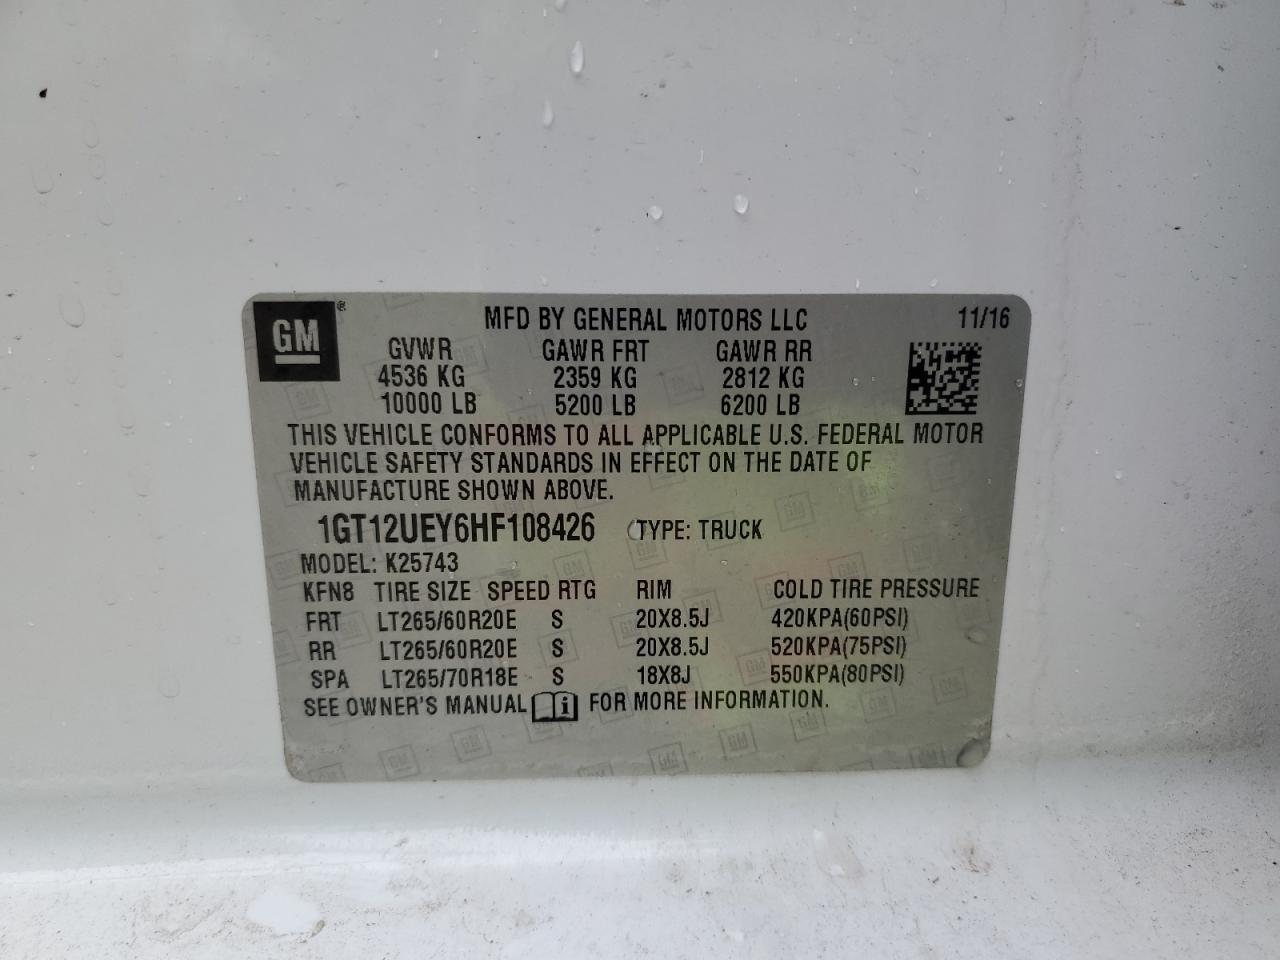 GM ® MFD BY GENERAL MOTORS LLC 11/16
GVWR GAWR FRT GAWR RR
4536 KG 2359 KG 2812 KG
10000 LB 5200 LB 6200 LB
THIS VEHICLE CONFORMS TO ALL APPLICABLE U.S. FEDERAL MOTOR
VEHICLE SAFETY STANDARDS IN EFFECT ON THE DATE OF
MANUFACTURE SHOWN ABOVE.
1GT12UEY6HF108426 TYPE: TRUCK
MODEL: K25743
KFN8 TIRE SIZE SPEED RTG RIM COLD TIRE PRESSURE
FRT LT265/60R20E S 20X8.5J 420KPA(60PSI)
RR LT265/60R20E S 20X8.5J 520KPA(75PSI)
SPA LT265/70R18E S 18X8J 550KPA(80PSI)
SEE OWNER'S MANUAL i FOR MORE INFORMATION.